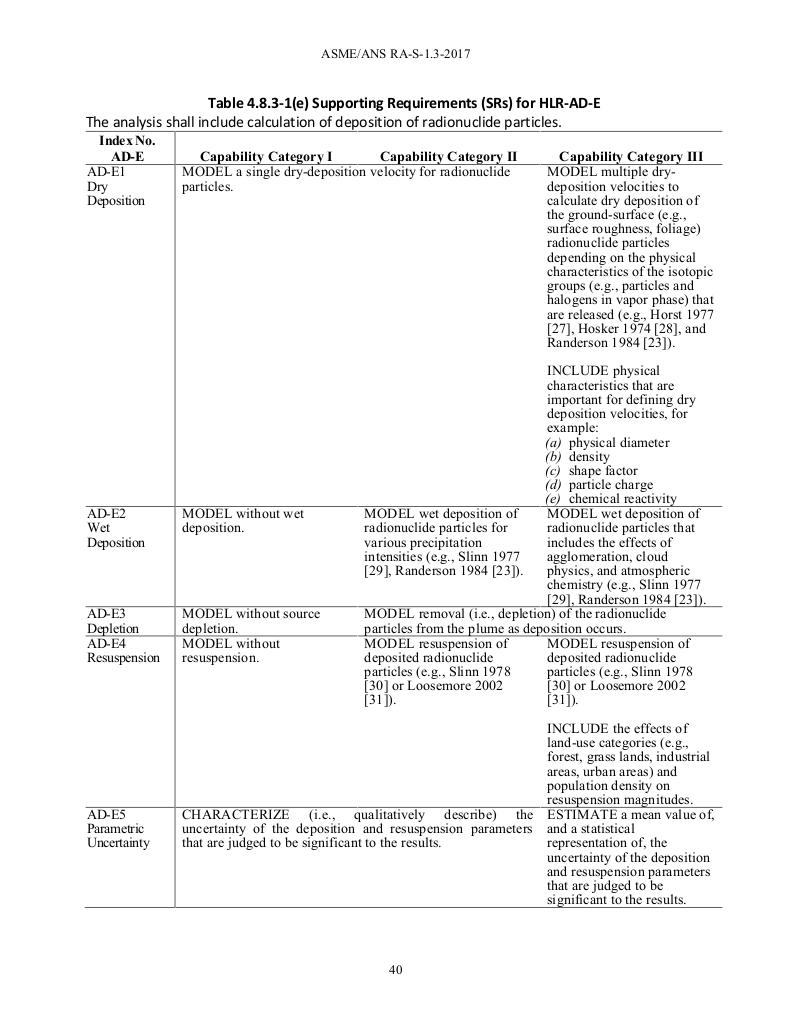 ASME/ANS RA-S-1.3-2017
Table 4.8.3-1(e) Supporting Requirements (SRs) for HLR-AD-E
The analysis shall include calculation of deposition of radionuclide particles.
Index No.
AD-E
Capability Category I
Capability Category II
Capability Category III
AD-E1
Dry
Deposition
MODEL a single dry-deposition velocity for radionuclide
particles.
MODEL multiple dry-
deposition velocities to
calculate dry deposition of
the ground-surface (e.g.,
surface roughness, foliage)
radionuclide particles
depending on the physical
characteristics of the isotopic
groups (e.g., particles and
halogens in vapor phase) that
are released (e.g., Horst 1977
[27], Hosker 1974 [28], and
Randerson 1984 [23]).
INCLUDE physical
characteristics that are
important for defining dry
deposition velocities, for
example:
(a) physical diameter
(b) density
(c) shape factor
(d) particle charge
(e) chemical reactivity
AD-E2
Wet
Deposition
MODEL without wet
deposition.
MODEL wet deposition of
radionuclide particles for
various precipitation
intensities (e.g., Slinn 1977
[29], Randerson 1984 [23]).
MODEL wet deposition of
radionuclide particles that
includes the effects of
agglomeration, cloud
physics, and atmospheric
chemistry (e.g., Slinn 1977
[29], Randerson 1984 [23]).
AD-E3
Depletion
MODEL without source
depletion.
MODEL removal (i.e., depletion) of the radionuclide
particles from the plume as deposition occurs.
AD-E4
Resuspension
MODEL without
resuspension.
MODEL resuspension of
deposited radionuclide
particles (e.g., Slinn 1978
[30] or Loosemore 2002
[31]).
MODEL resuspension of
deposited radionuclide
particles (e.g., Slinn 1978
[30] or Loosemore 2002
[31]).
INCLUDE the effects of
land-use categories (e.g.,
forest, grass lands, industrial
areas, urban areas) and
population density on
resuspension magnitudes.
AD-E5
Parametric
Uncertainty
CHARACTERIZE (i.e., qualitatively describe) the
uncertainty of the deposition and resuspension parameters
that are judged to be significant to the results.
ESTIMATE a mean value of,
and a statistical
representation of, the
uncertainty of the deposition
and resuspension parameters
that are judged to be
significant to the results.
40